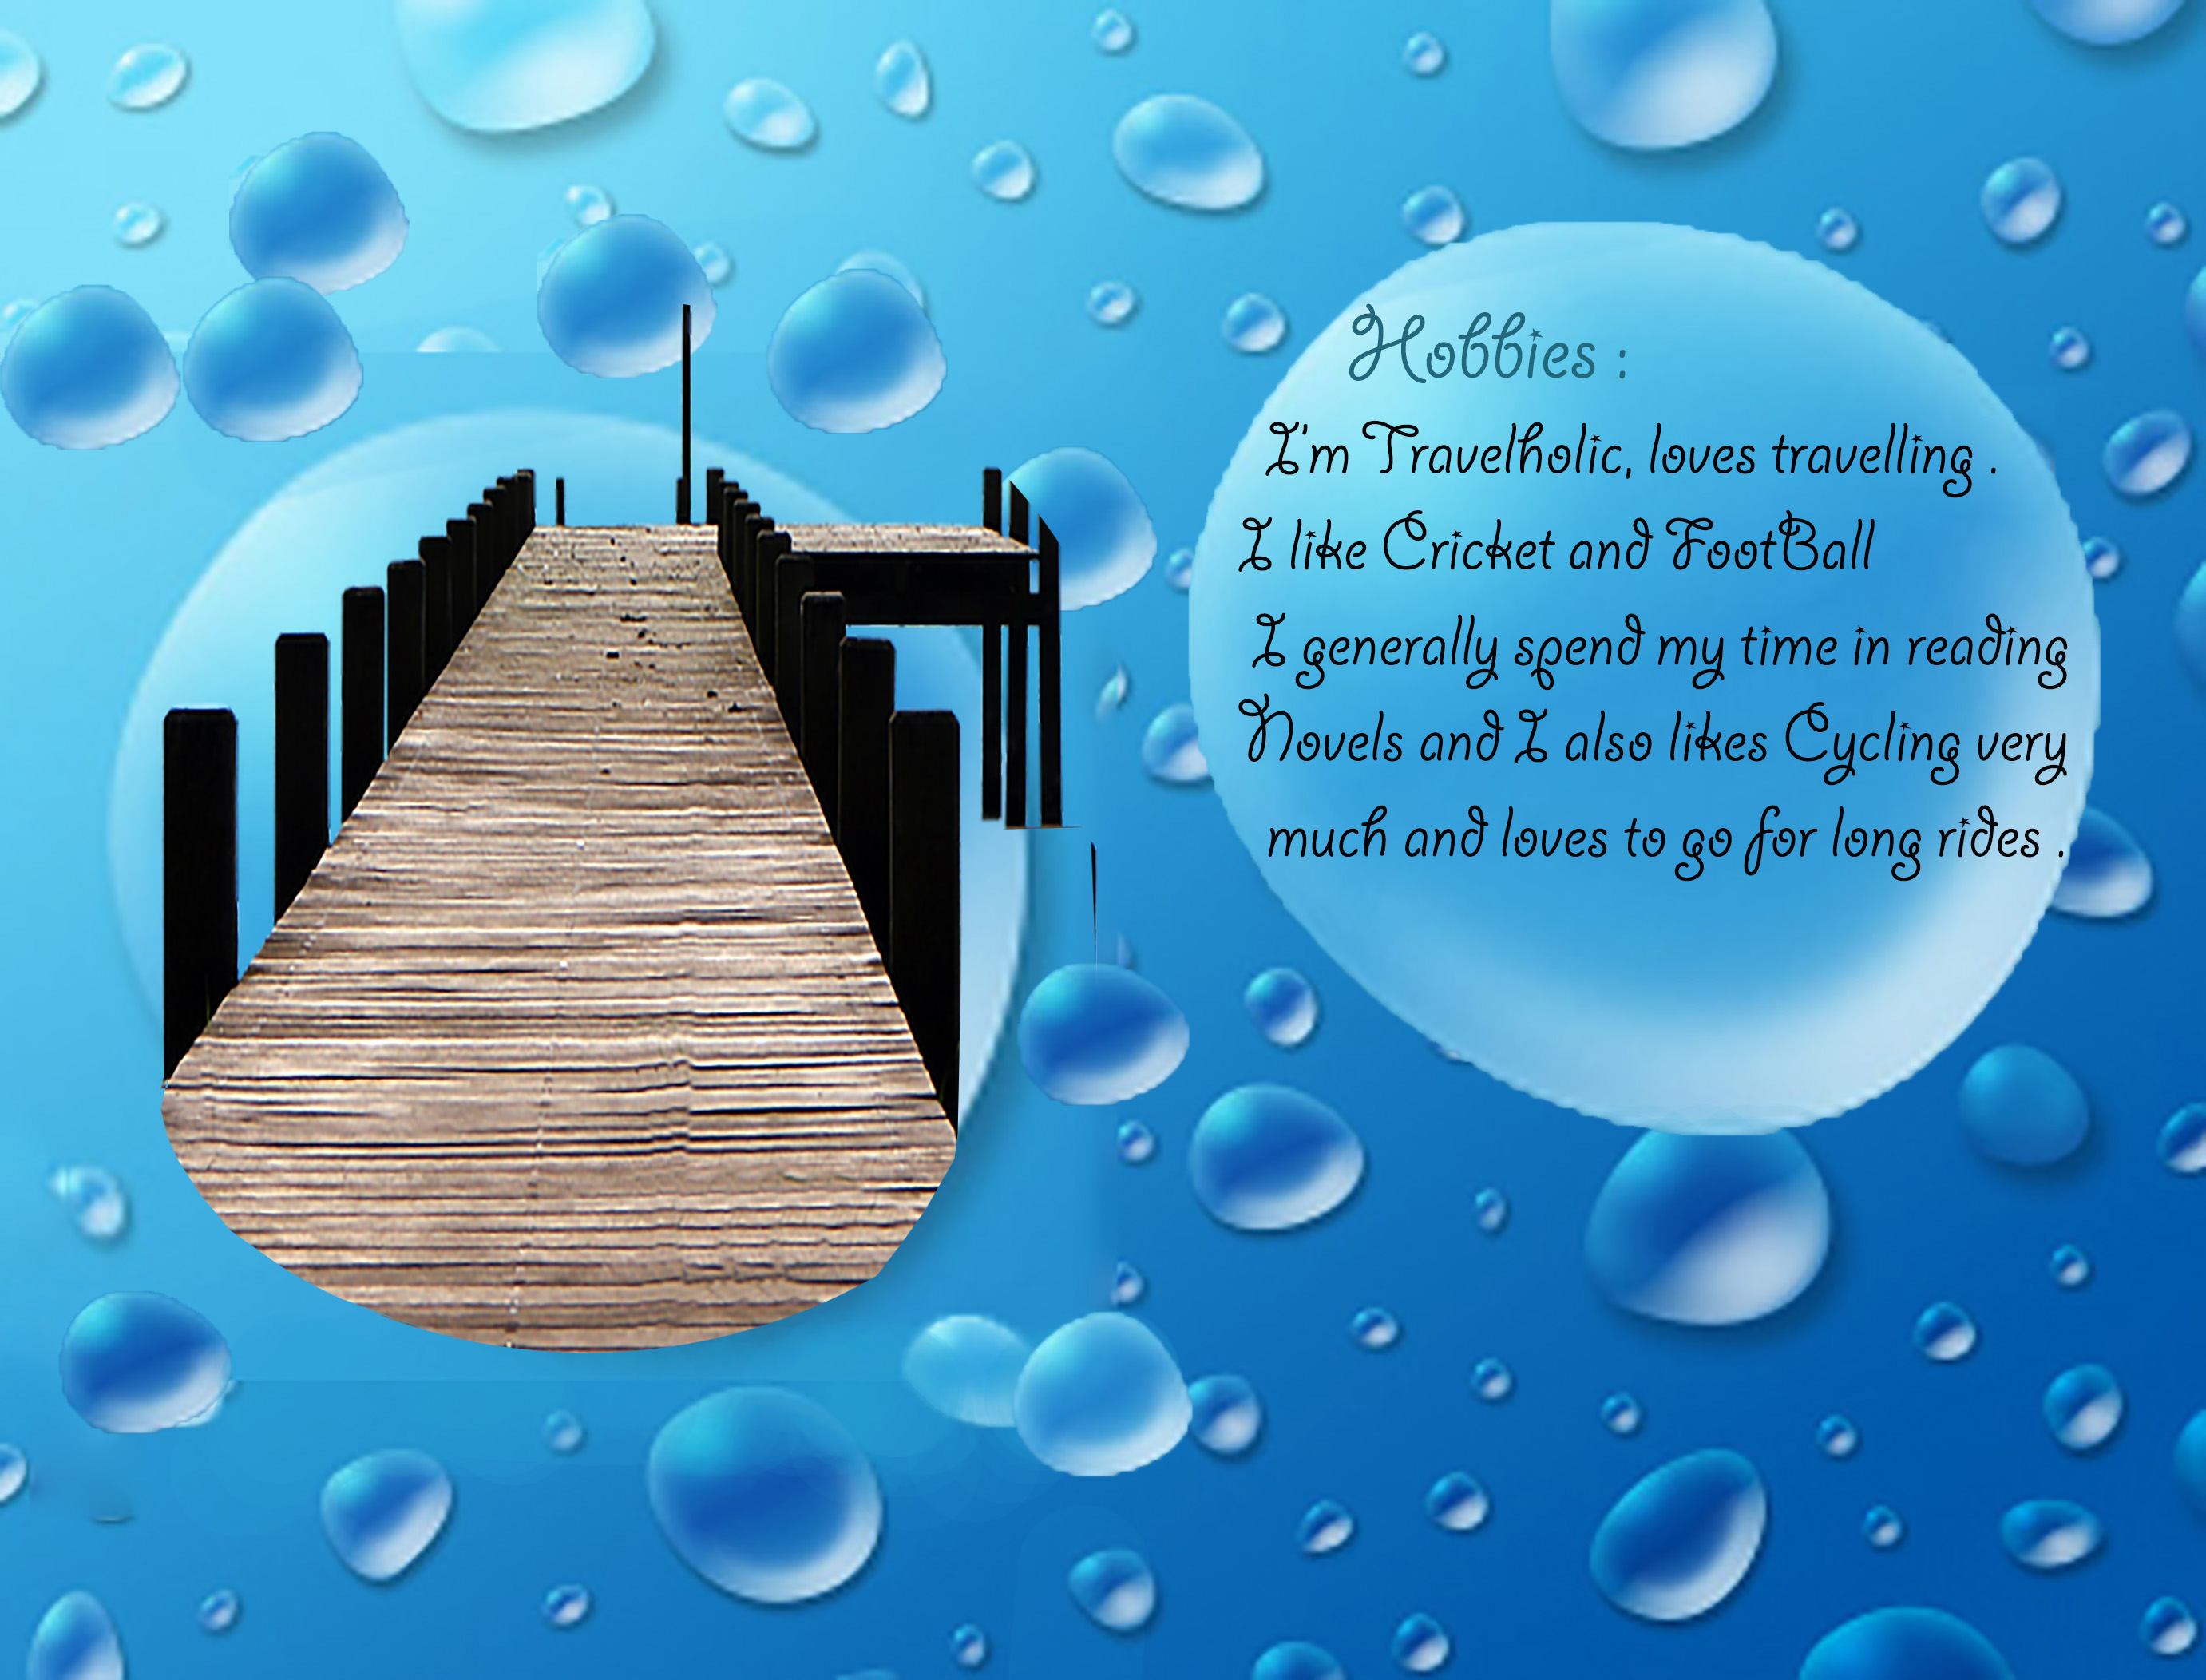 Hobbies :
I'm Travelholic, loves travelling .
I like Cricket and FootBall
I generally spend my time in reading
Novels and I also likes Cycling very
much and loves to go for long rides .